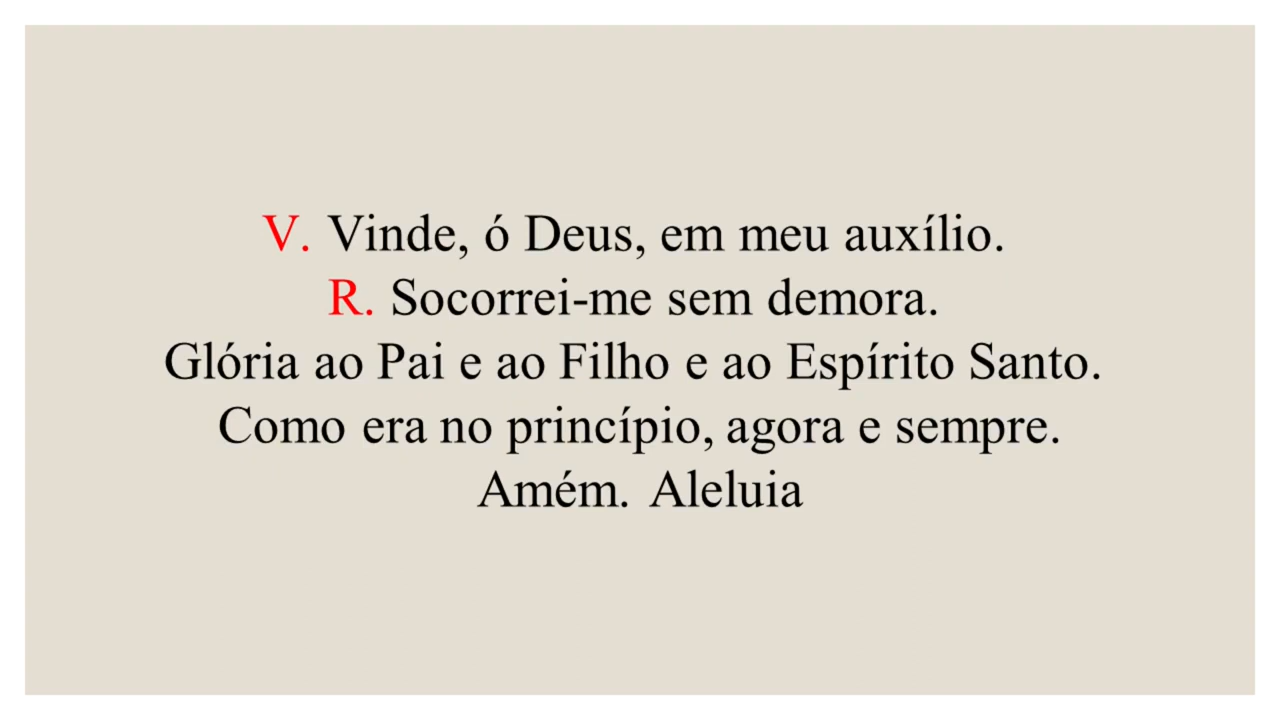 V. Vinde, ó Deus, em meu auxílio.
R. Socorrei-me sem demora.
Glória ao Pai e ao Filho e ao Espírito Santo.
Como era no princípio, agora e sempre.
Amém. Aleluia